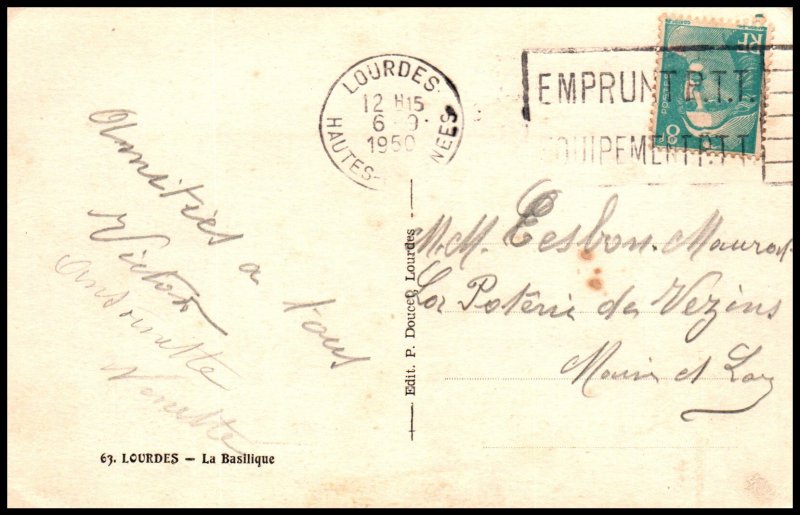 LOURDES
12 H15
6-9
1950
HAUTES- NEES
EMPRUNT P.T.T.
EQUIPEMENT P.T.T.
RF
POSTES
8
Amitiés a tous
Victor
Antoinette
M.M.
La Poterie de Vezins
Maine et Loire
Edit. P. Doucet, Lourdes
63. LOURDES — La Basilique